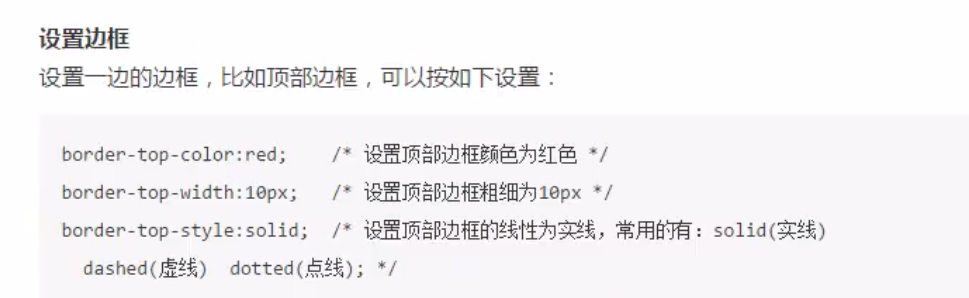 设置边框
设置一边的边框，比如顶部边框，可以按如下设置：
border-top-color:red;    /* 设置顶部边框颜色为红色 */
border-top-width:10px;   /* 设置顶部边框粗细为10px */
border-top-style:solid;  /* 设置顶部边框的线性为实线，常用的有：solid(实线)
  dashed(虚线)  dotted(点线); */